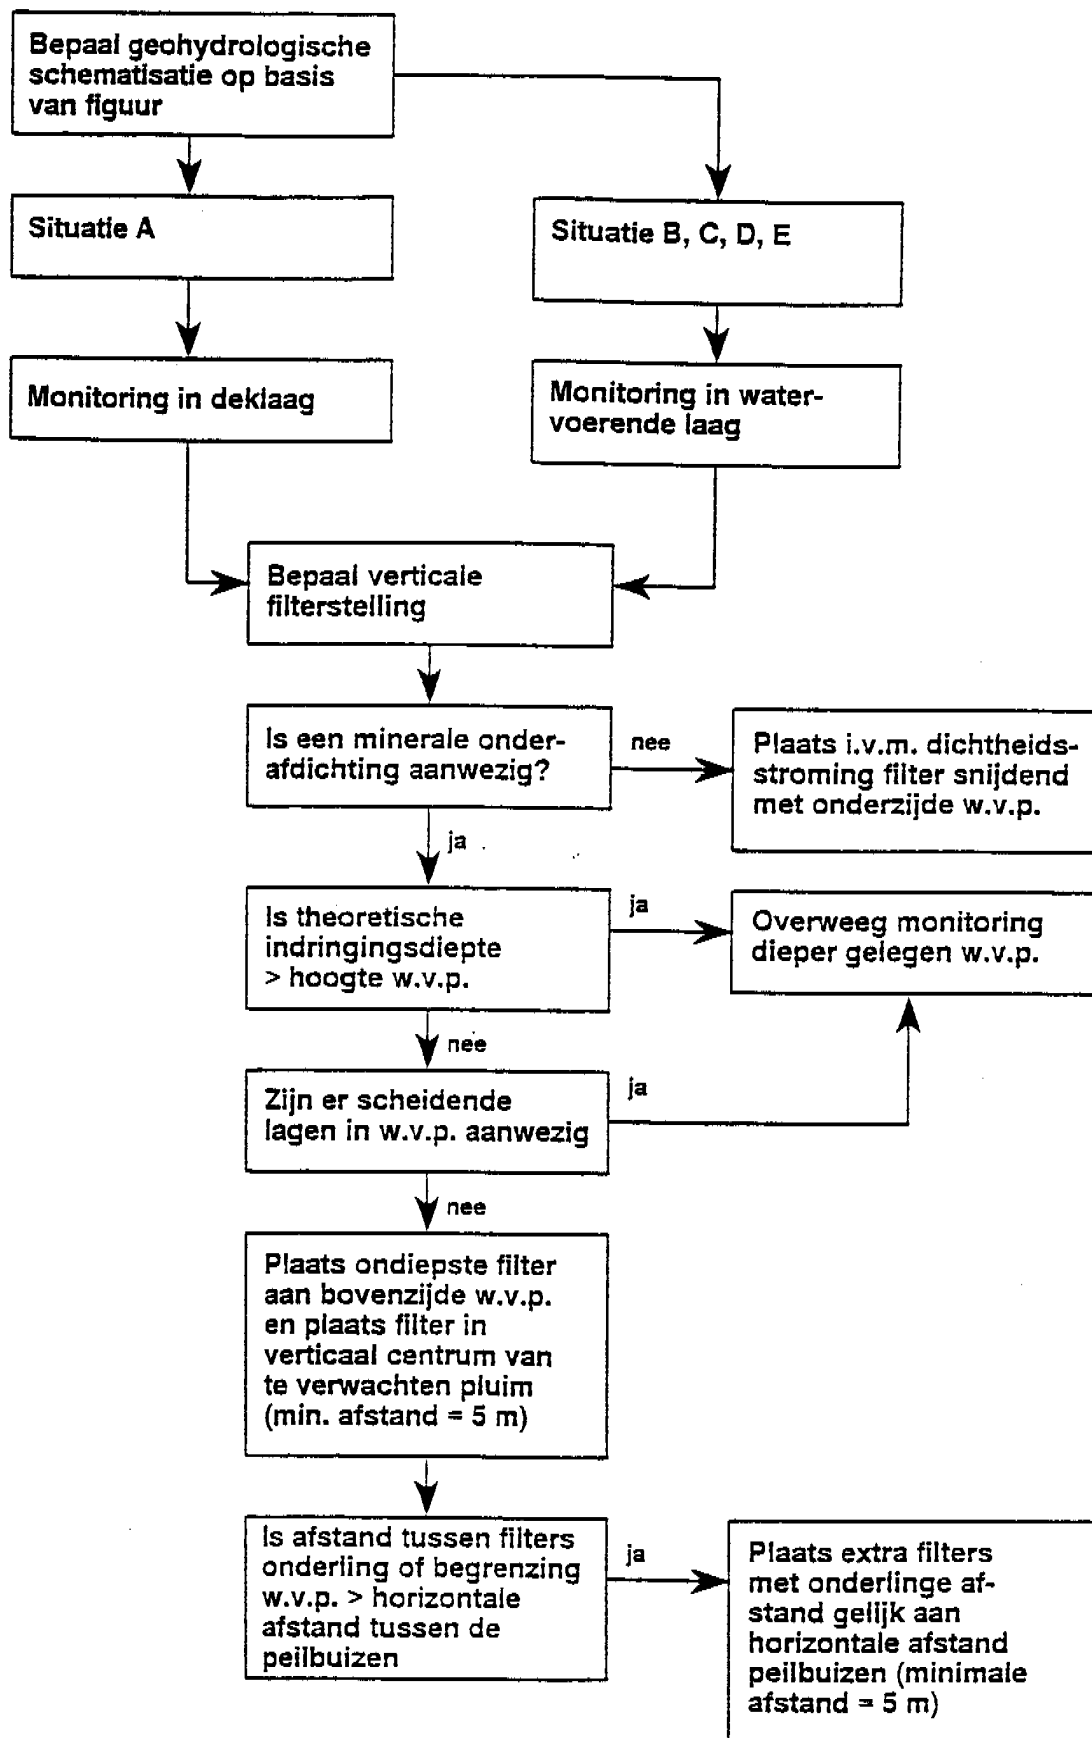 Bepaal geohydrologische
schematisatie op basis
van figuur
Situatie A
Situatie B, C, D, E
Monitoring in deklaag
Monitoring in water-
voerende laag
Bepaal verticale
filterstelling
Is een minerale onder-
afdichting aanwezig?
nee
Plaats i.v.m. dichtheids-
stroming filter snijdend
met onderzijde w.v.p.
ja
Is theoretische
indringingsdiepte
> hoogte w.v.p.
ja
Overweeg monitoring
dieper gelegen w.v.p.
nee
Zijn er scheidende
lagen in w.v.p. aanwezig
ja
nee
Plaats ondiepste filter
aan bovenzijde w.v.p.
en plaats filter in
verticaal centrum van
te verwachten pluim
(min. afstand = 5 m)
Is afstand tussen filters
onderling of begrenzing
w.v.p. > horizontale
afstand tussen de
peilbuizen
ja
Plaats extra filters
met onderlinge af-
stand gelijk aan
horizontale afstand
peilbuizen (minimale
afstand = 5 m)